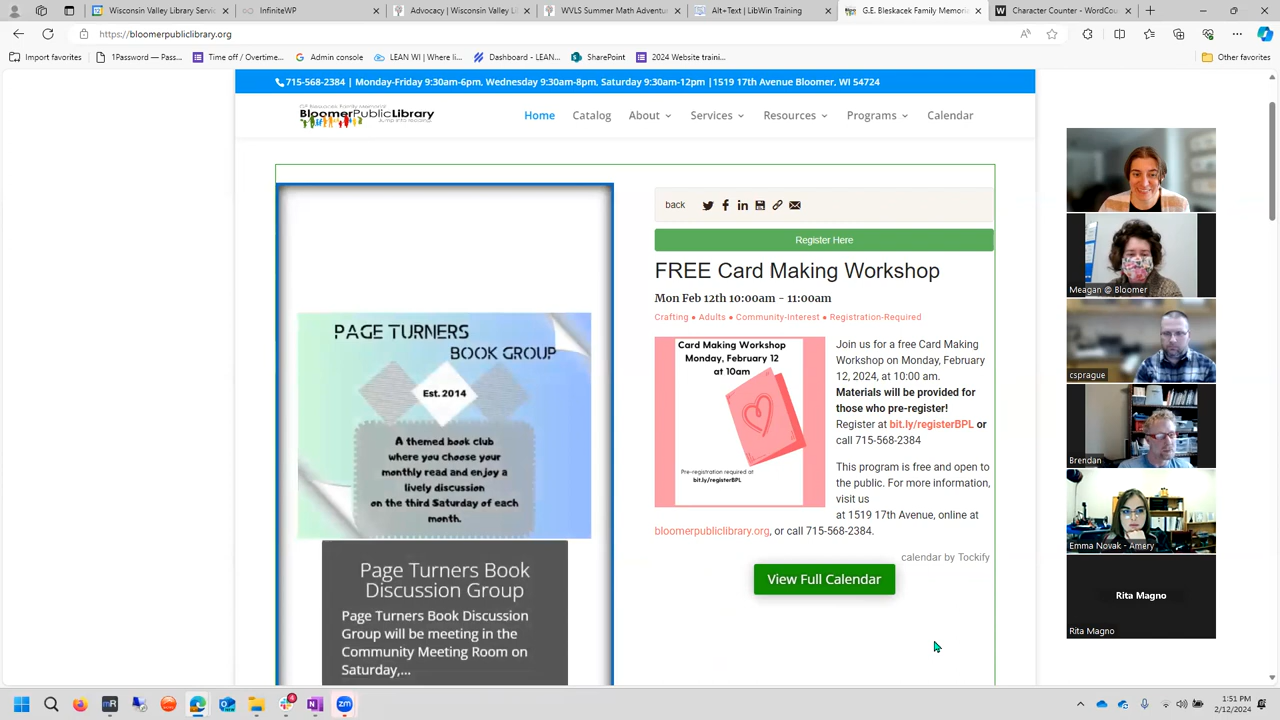 InfiniteWP
Advocacy | Wisconsin Valley Li
WVLS Summer Math Adventu
Alt+Text | LibWin Training
G.E. Bleskacek Family Memoria
Character Counter - WordCou
https://bloomerpubliclibrary.org
Import favorites
1Password — Pass...
Time off / Overtime...
Admin console
LEAN WI | Where li...
Dashboard - LEAN...
SharePoint
2024 Website traini...
Other favorites
715-568-2384 | Monday-Friday 9:30am-6pm, Wednesday 9:30am-8pm, Saturday 9:30am-12pm |1519 17th Avenue Bloomer, WI 54724
BloomerPublicLibrary
Home Catalog About Services Resources Programs Calendar
PAGE TURNERS
BOOK GROUP
Est. 2014
A themed book club
where you choose your
monthly read and enjoy a
lively discussion
on the third Saturday of each
month.
Page Turners Book
Discussion Group
Page Turners Book Discussion
Group will be meeting in the
Community Meeting Room on
Saturday,...
back
Register Here
FREE Card Making Workshop
Mon Feb 12th 10:00am - 11:00am
Crafting ● Adults ● Community-Interest ● Registration-Required
Card Making Workshop
Monday, February 12
at 10am
Pre-registration required at
bit.ly/registerBPL
Join us for a free Card Making
Workshop on Monday, February
12, 2024, at 10:00 am.
Materials will be provided for
those who pre-register!
Register at bit.ly/registerBPL or
call 715-568-2384
This program is free and open to
the public. For more information,
visit us
at 1519 17th Avenue, online at
bloomerpubliclibrary.org, or call 715-568-2384.
calendar by Tockify
View Full Calendar
Meagan @ Bloomer
csprague
Brendan
Emma Novak - Amery
Rita Magno
Rita Magno
1:51 PM
2/12/2024